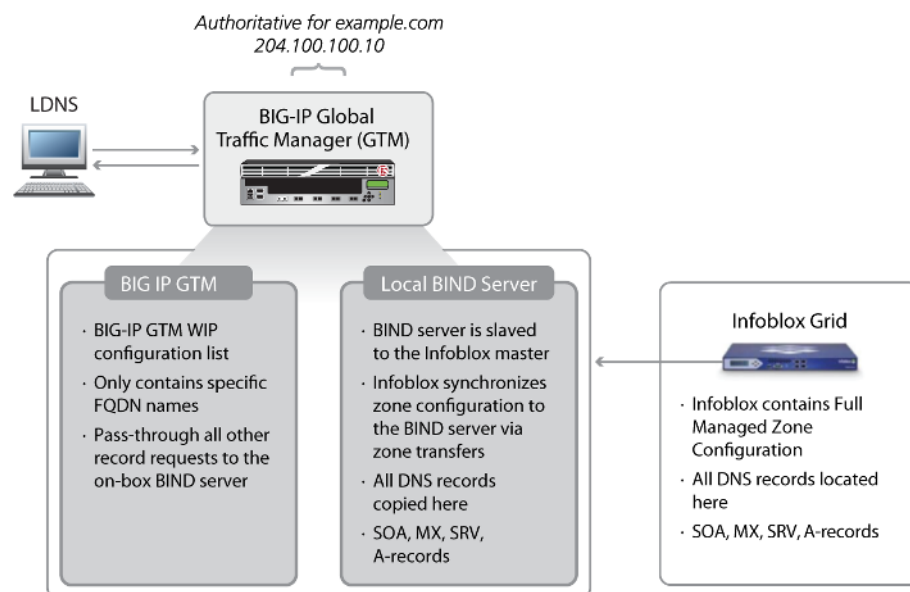 Authoritative for example.com
204.100.100.10
LDNS
BIG-IP Global
Traffic Manager (GTM)
f5
BIG IP GTM
· BIG-IP GTM WIP
configuration list
· Only contains specific
FQDN names
· Pass-through all other
record requests to the
on-box BIND server
Local BIND Server
· BIND server is slaved
to the Infoblox master
· Infoblox synchronizes
zone configuration to
the BIND server via
zone transfers
· All DNS records
copied here
· SOA, MX, SRV,
A-records
Infoblox Grid
· Infoblox contains Full
Managed Zone
Configuration
· All DNS records located
here
· SOA, MX, SRV, A-records